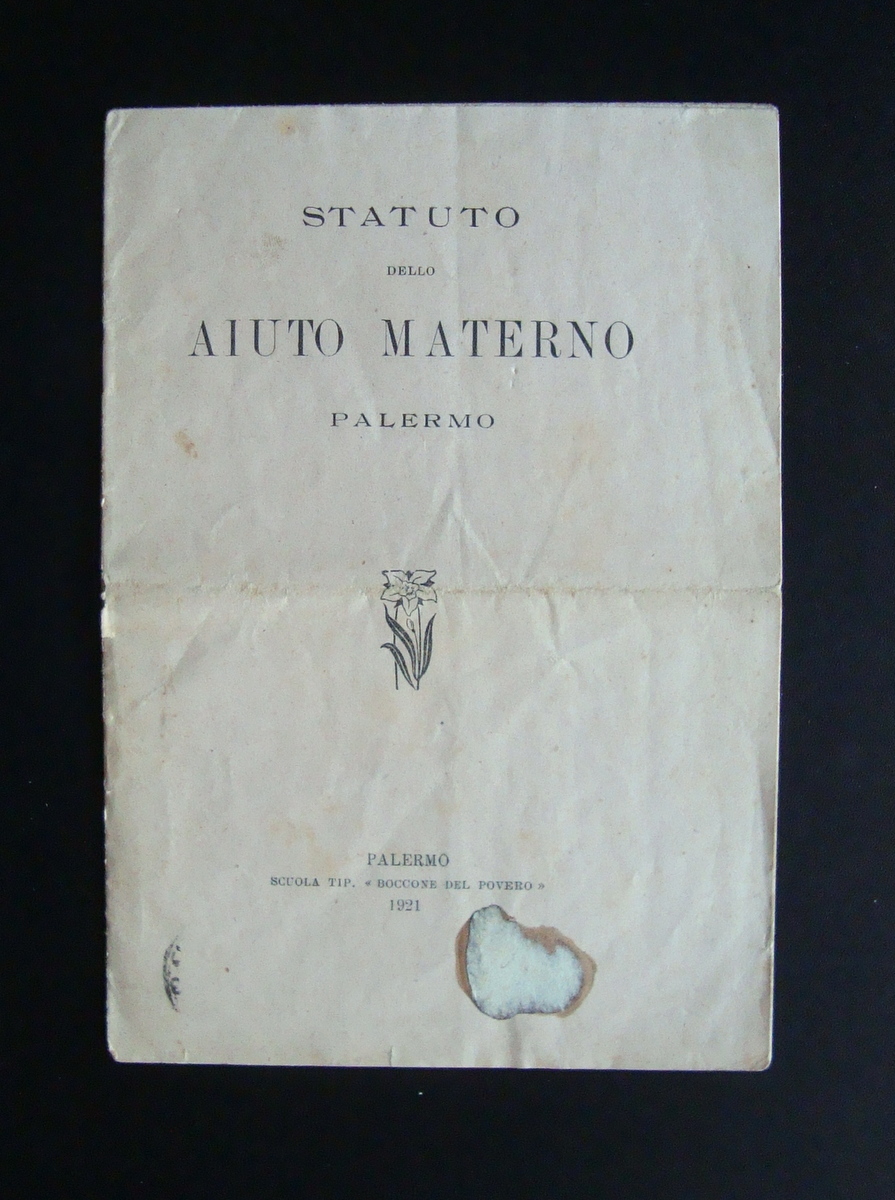 STATUTO
DELLO
AIUTO MATERNO
PALERMO
PALERMO
SCUOLA TIP. « BOCCONE DEL POVERO »
1921